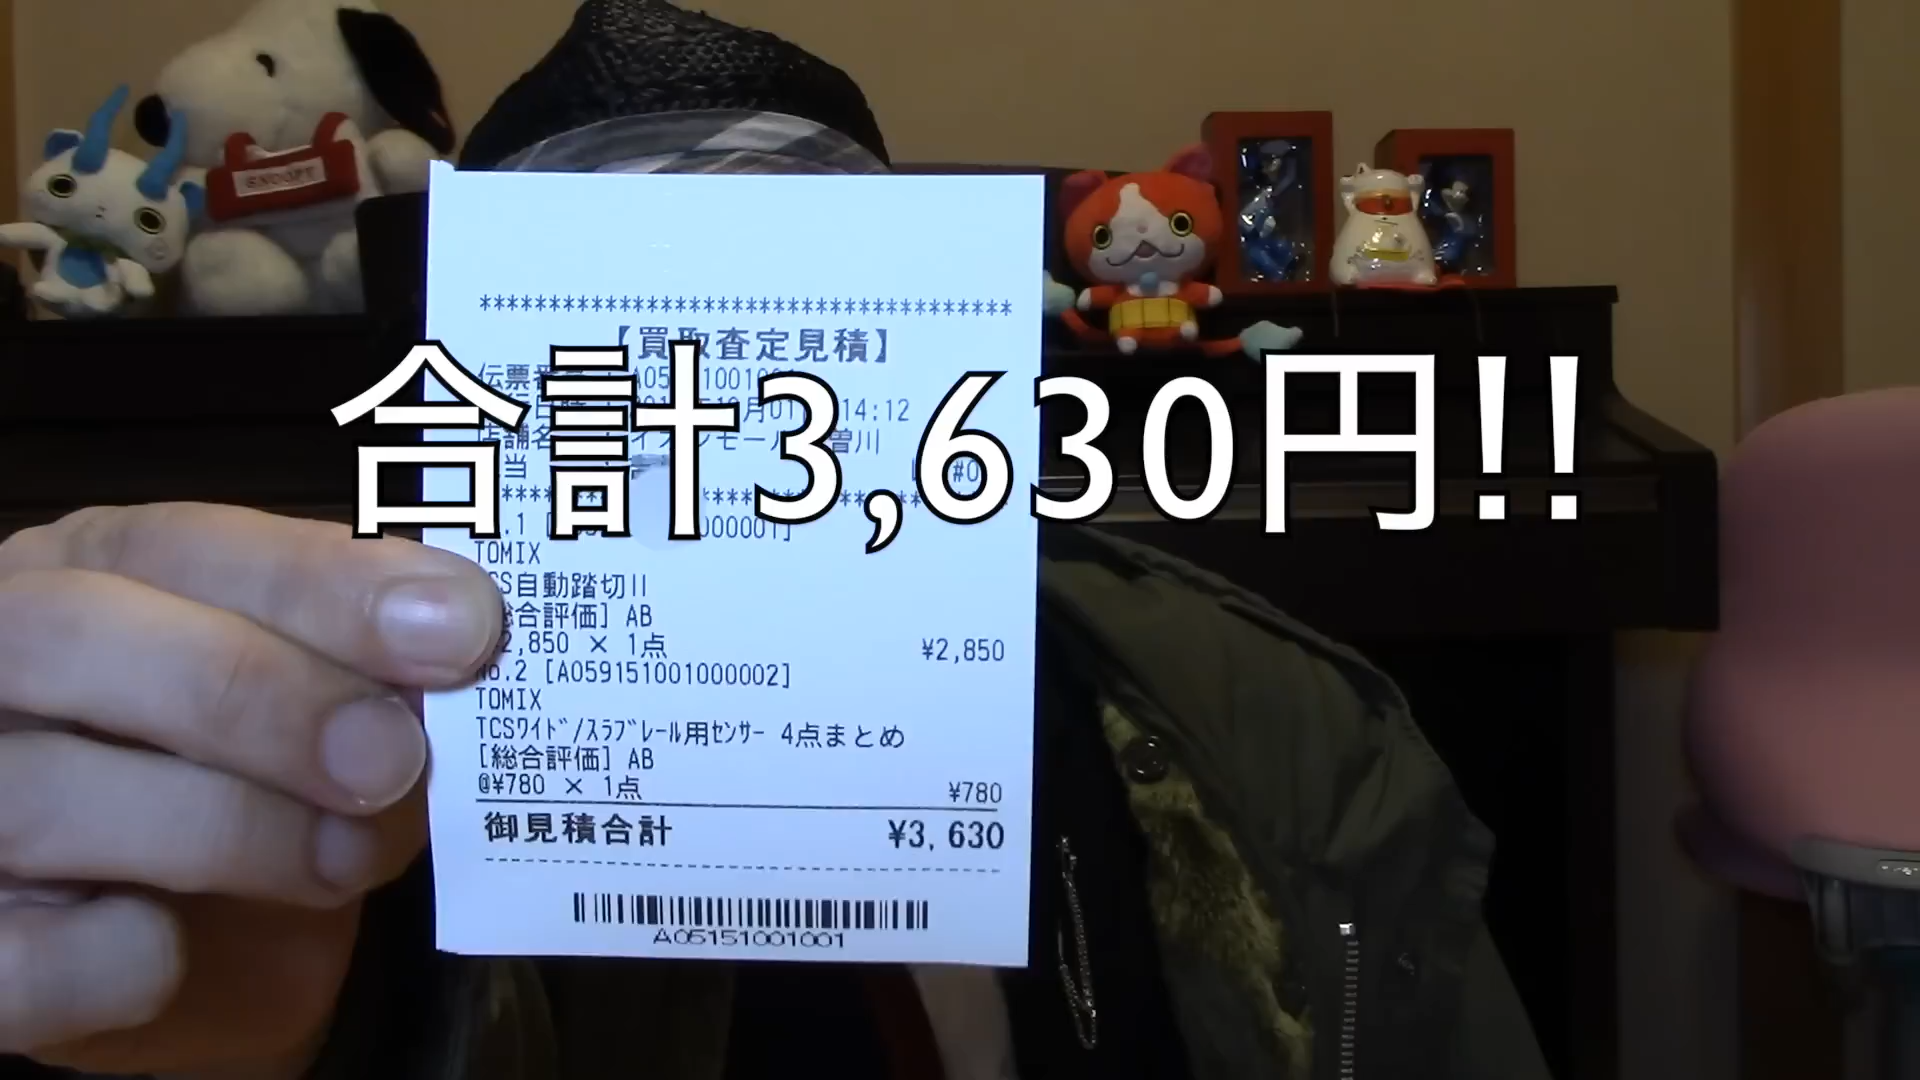 SNOOPY
****************************************
【買取査定見積】
合計3,630円!!
14:12
TOMIX
自動踏切II
総合評価] AB
2,850 × 1点 ¥2,850
No.2 [A059151001000002]
TOMIX
TCSワイド/スラブレール用センサー 4点まとめ
[総合評価] AB
@¥780 × 1点 ¥780
御見積合計 ¥3,630
A05151001001